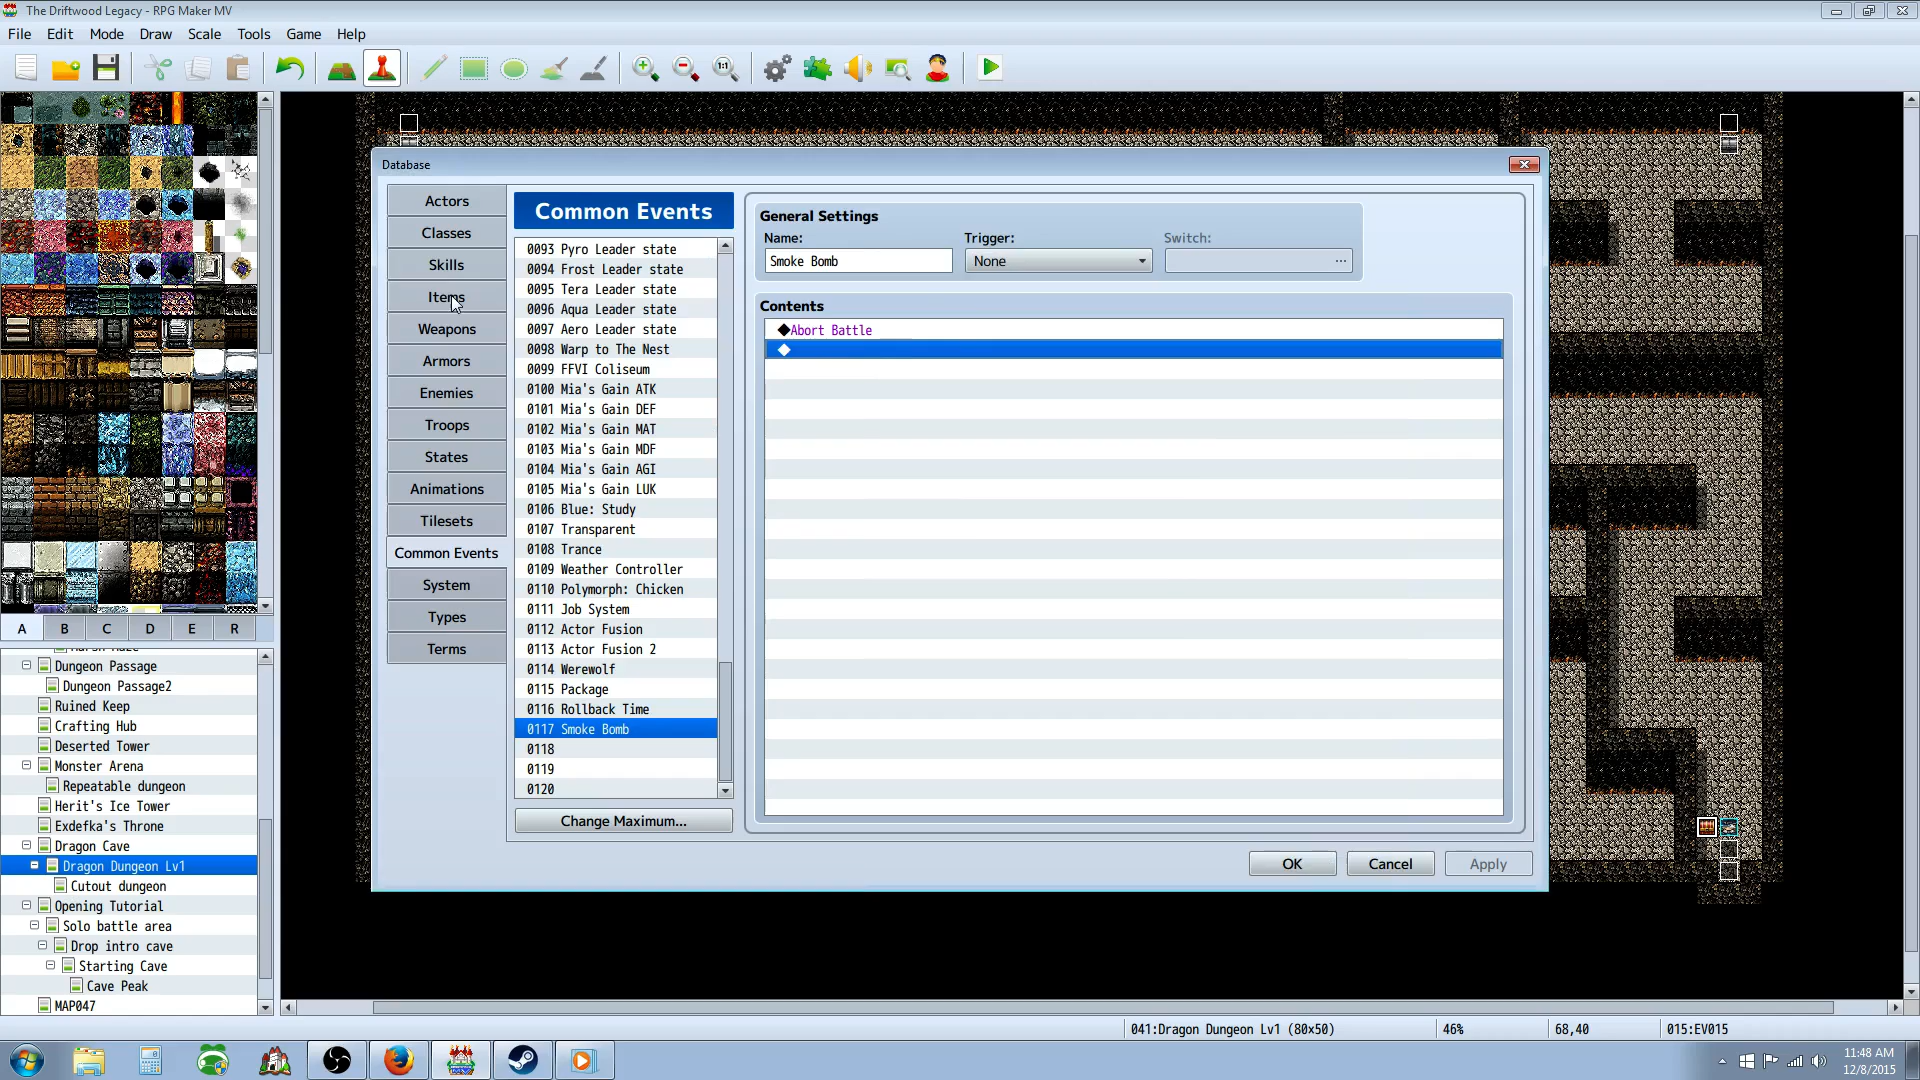 The Driftwood Legacy - RPG Maker MV
File Edit Mode Draw Scale Tools Game Help
1:1
Database
Actors
Classes
Skills
Items
Weapons
Armors
Enemies
Troops
States
Animations
Tilesets
Common Events
System
Types
Terms
Common Events
0093 Pyro Leader state
0094 Frost Leader state
0095 Tera Leader state
0096 Aqua Leader state
0097 Aero Leader state
0098 Warp to The Nest
0099 FFVI Coliseum
0100 Mia's Gain ATK
0101 Mia's Gain DEF
0102 Mia's Gain MAT
0103 Mia's Gain MDF
0104 Mia's Gain AGI
0105 Mia's Gain LUK
0106 Blue: Study
0107 Transparent
0108 Trance
0109 Weather Controller
0110 Polymorph: Chicken
0111 Job System
0112 Actor Fusion
0113 Actor Fusion 2
0114 Werewolf
0115 Package
0116 Rollback Time
0117 Smoke Bomb
0118
0119
0120
Change Maximum...
General Settings
Name: Trigger: Switch:
Smoke Bomb None ...
Contents
◆Abort Battle
◆
OK Cancel Apply
A B C D E R
Dungeon Passage
Dungeon Passage2
Ruined Keep
Crafting Hub
Deserted Tower
Monster Arena
Repeatable dungeon
Herit's Ice Tower
Exdefka's Throne
Dragon Cave
Dragon Dungeon Lv1
Cutout dungeon
Opening Tutorial
Solo battle area
Drop intro cave
Starting Cave
Cave Peak
MAP047
041:Dragon Dungeon Lv1 (80x50) 46% 68,40 015:EV015
11:48 AM
12/8/2015